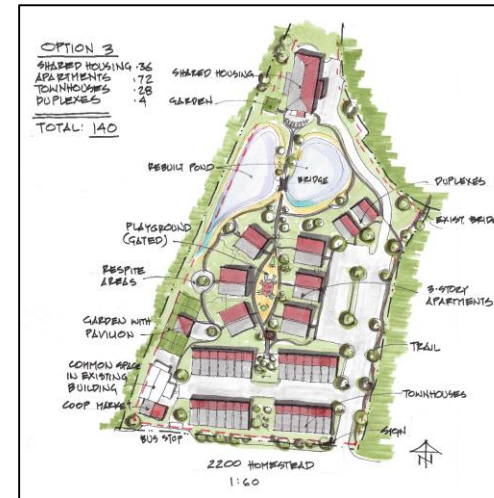 OPTION 3
SHARED HOUSING ·36
APARTMENTS ·72
TOWNHOUSES ·28
DUPLEXES ·4
TOTAL: 140
SHARED HOUSING
GARDEN
REBUILT POND
BRIDGE
DUPLEXES
EXIST. BRIDG
PLAYGROUND
(GATED)
RESPITE
AREAS
3-STORY
APARTMENTS
GARDEN WITH
PAVILION
TRAIL
COMMON SPACE
IN EXISTING
BUILDING
COOP MARKE
TOWNHOUSES
BUS STOP
SIGN
2200 HOMESTEAD
1:60
N